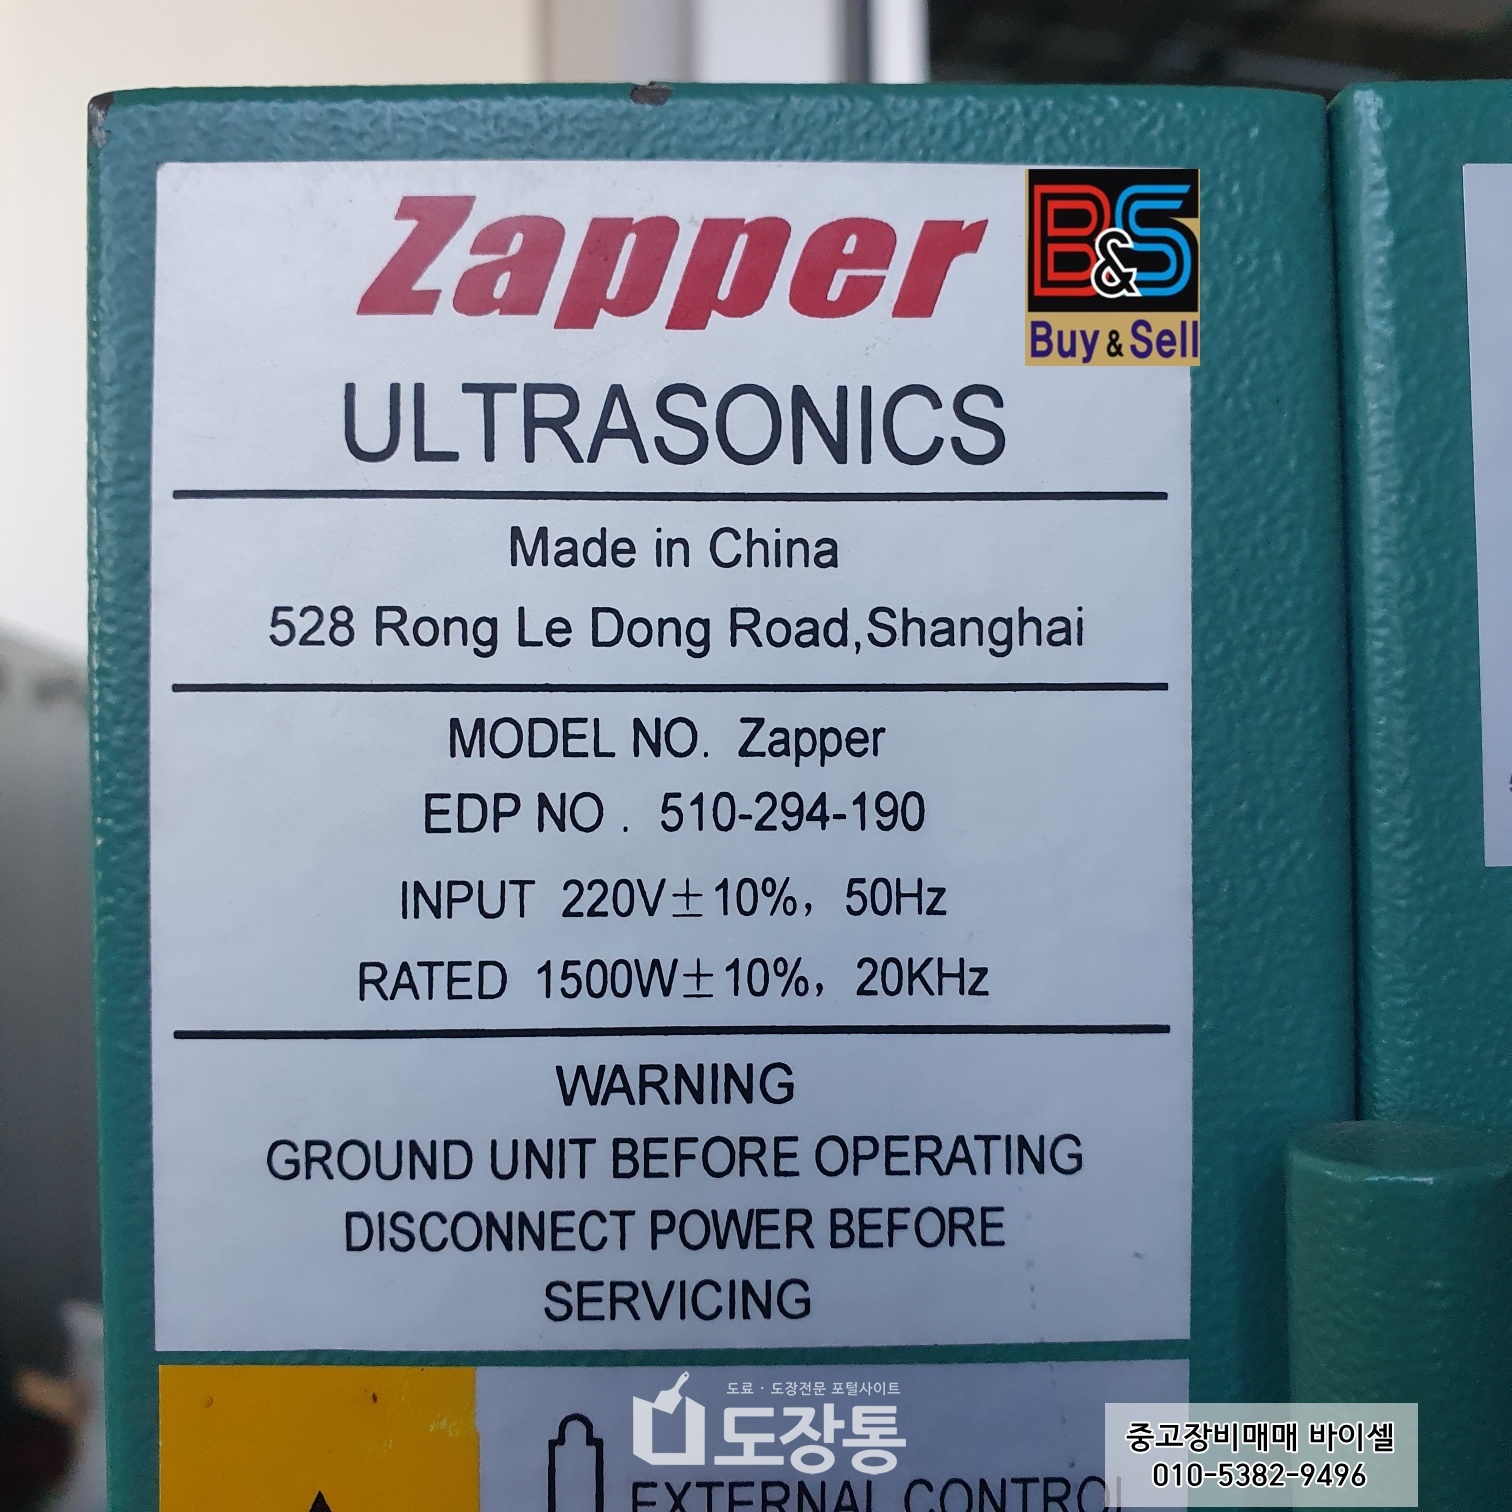 Zapper
B&S
Buy & Sell
ULTRASONICS
Made in China
528 Rong Le Dong Road,Shanghai
MODEL NO. Zapper
EDP NO . 510-294-190
INPUT 220V±10%, 50Hz
RATED 1500W±10%, 20KHz
WARNING
GROUND UNIT BEFORE OPERATING
DISCONNECT POWER BEFORE
SERVICING
도료 · 도장전문 포털사이트
도장통
EXTERNAL CONTROL
중고장비매매 바이셀
010-5382-9496